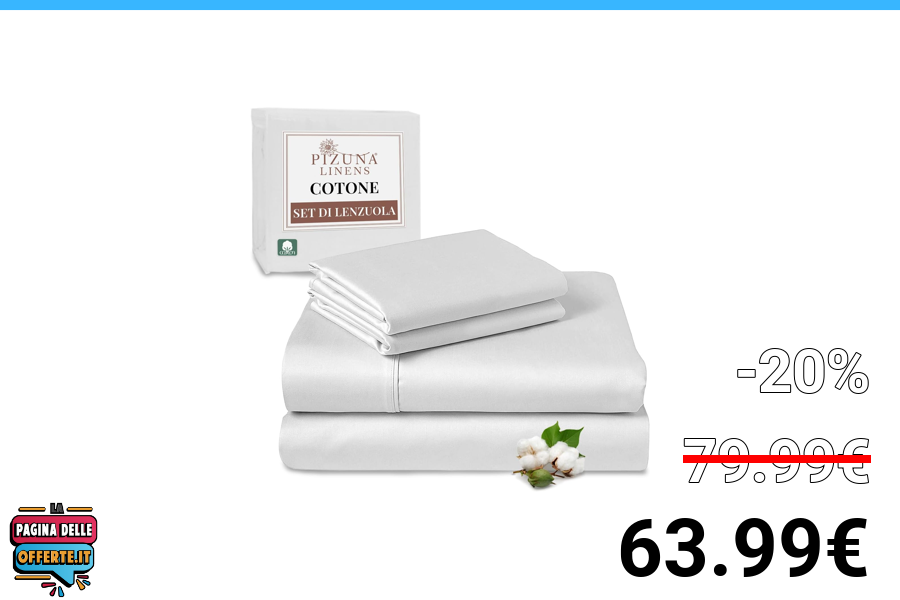 PIZUNA
LINENS
COTONE
SET DI LENZUOLA
-20%
79.99€
63.99€
LA
PAGINA DELLE
OFFERTE.IT